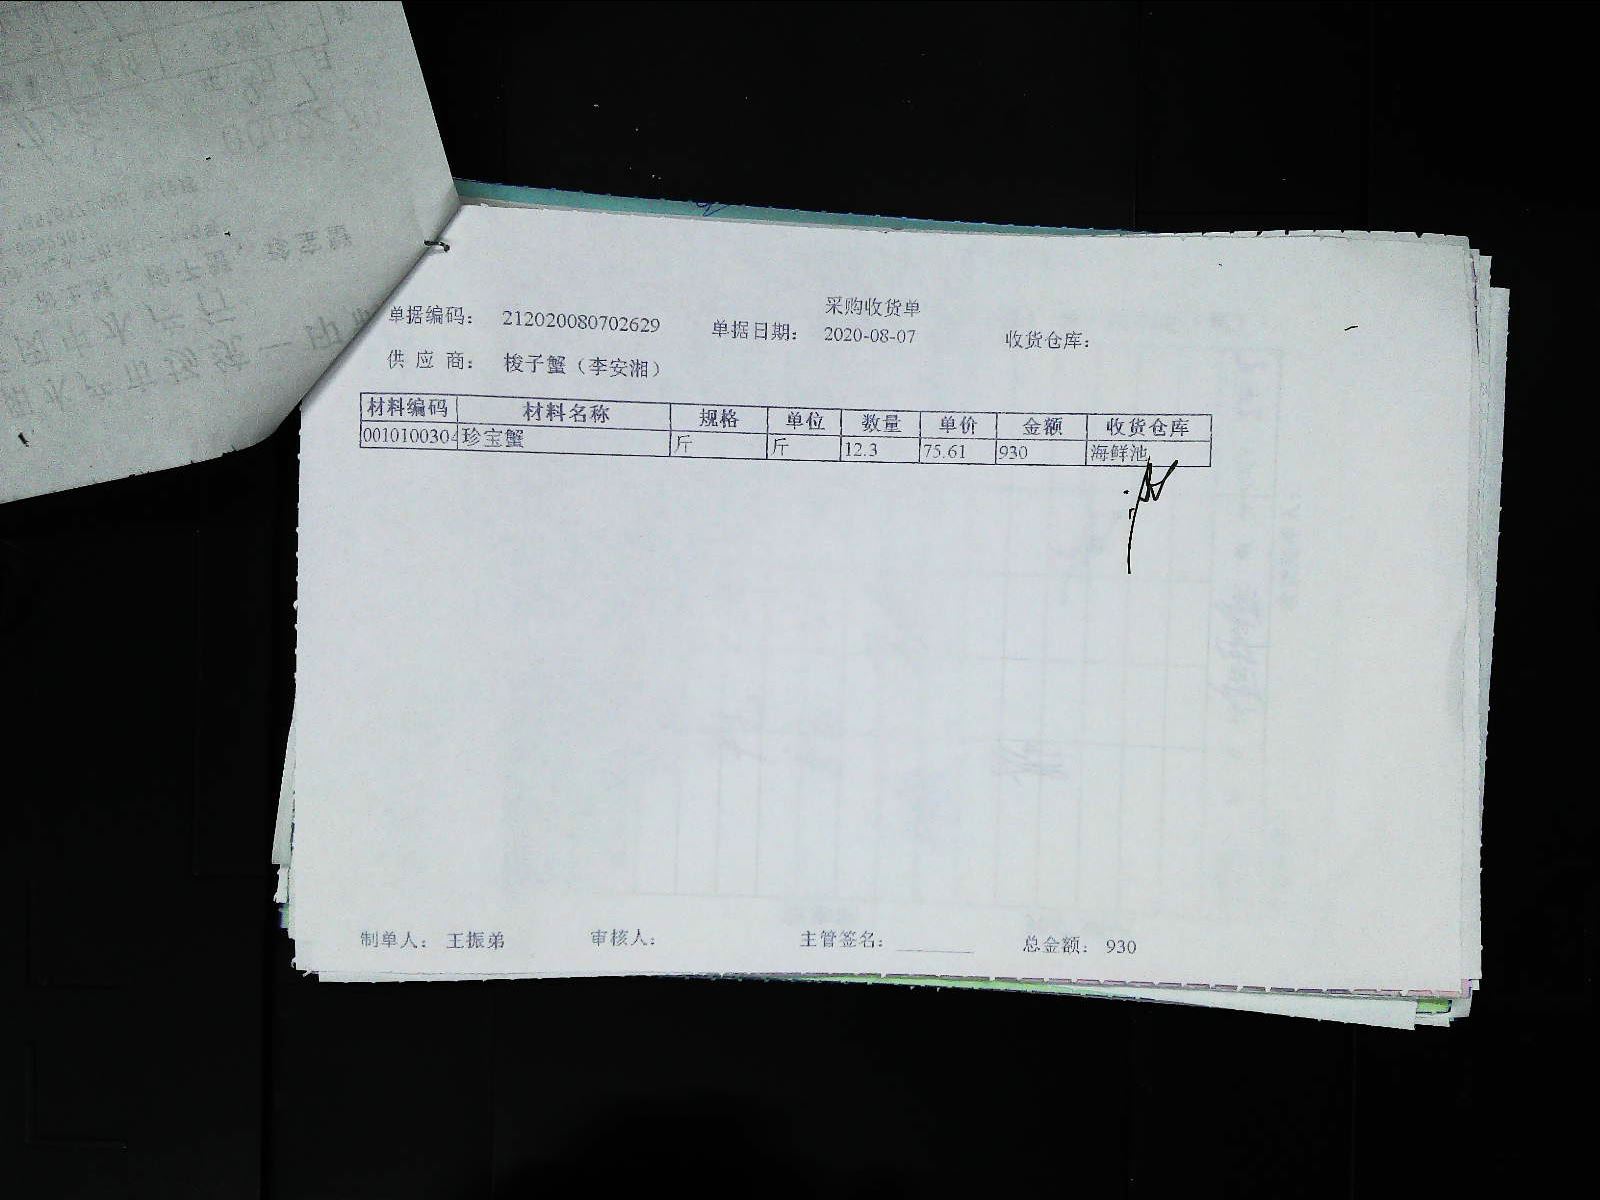 采购收货单
单据编码： 212020080702629 单据日期： 2020-08-07 收货仓库：
供 应 商： 梭子蟹（李安湘）
材料编码 材料名称 规格 单位 数量 单价 金额 收货仓库
0010100304 珍宝蟹 斤 斤 12.3 75.61 930 海鲜池
制单人： 王振弟 审核人： 主管签名： 总金额： 930